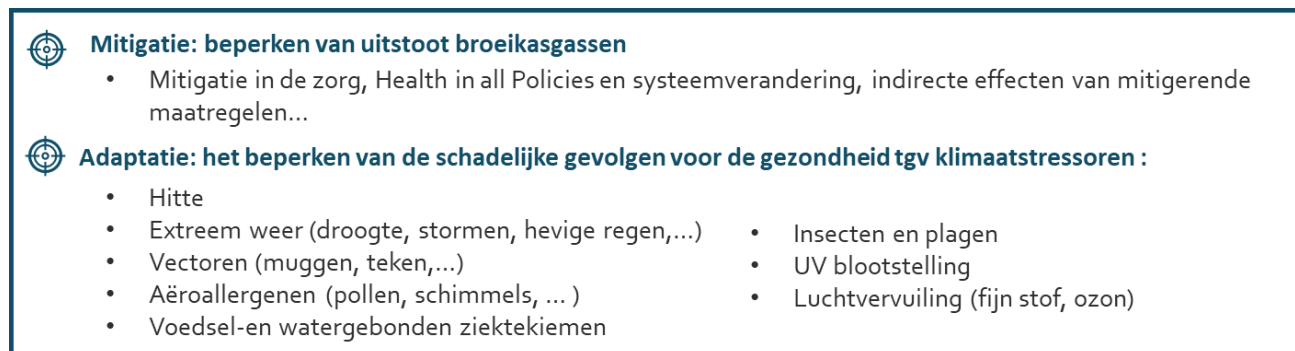 Mitigatie: beperken van uitstoot broeikasgassen
• Mitigatie in de zorg, Health in all Policies en systeemverandering, indirecte effecten van mitigerende
maatregelen...
Adaptatie: het beperken van de schadelijke gevolgen voor de gezondheid tgv klimaatstressoren :
• Hitte
• Extreem weer (droogte, stormen, hevige regen,...)
• Vectoren (muggen, teken,...)
• Aëroallergenen (pollen, schimmels, ... )
• Voedsel-en watergebonden ziektekiemen
• Insecten en plagen
• UV blootstelling
• Luchtvervuiling (fijn stof, ozon)